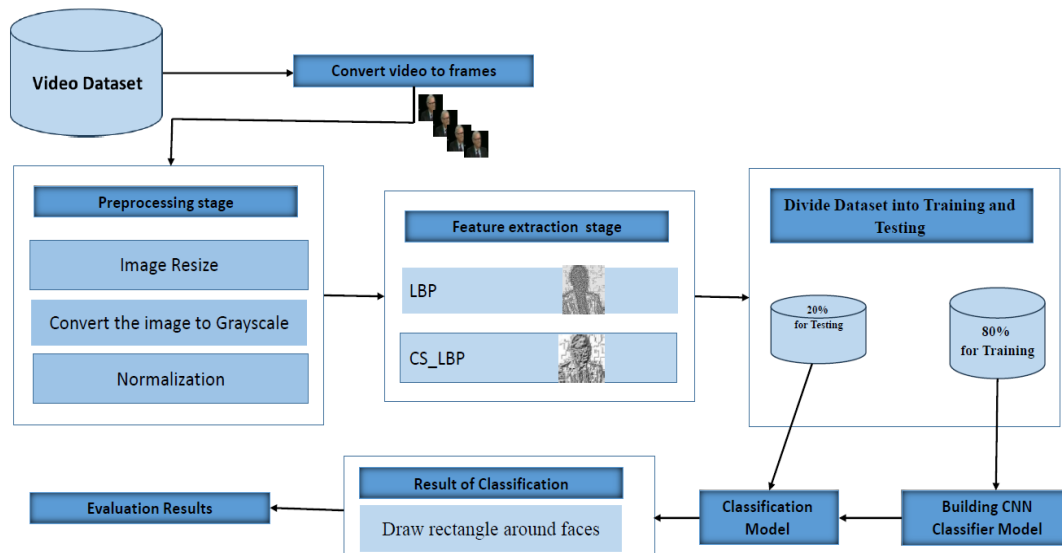 Video Dataset
Convert video to frames
Preprocessing stage
Image Resize
Convert the image to Grayscale
Normalization
Feature extraction stage
LBP
CS_LBP
Divide Dataset into Training and
Testing
20%
for Testing
80%
for Training
Building CNN
Classifier Model
Classification
Model
Result of Classification
Draw rectangle around faces
Evaluation Results